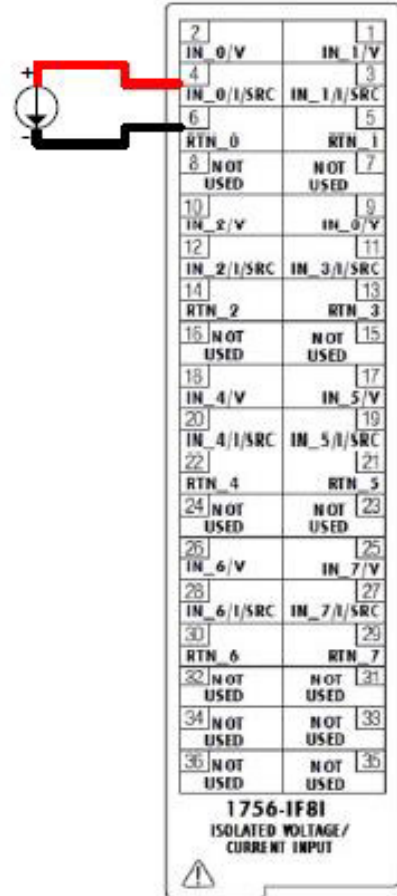 2 1
IN_0/V IN_1/V
4 3
IN_0/I/SRC IN_1/I/SRC
6 5
RTN_0 RTN_1
8 NOT USED NOT USED 7
10 9
IN_2/V IN_0/V
12 11
IN_2/I/SRC IN_3/I/SRC
14 13
RTN_2 RTN_3
16 NOT USED NOT USED 15
18 17
IN_4/V IN_5/V
20 19
IN_4/I/SRC IN_5/I/SRC
22 21
RTN_4 RTN_5
24 NOT USED NOT USED 23
26 25
IN_6/V IN_7/V
28 27
IN_6/I/SRC IN_7/I/SRC
30 29
RTN_6 RTN_7
32 NOT USED NOT USED 31
34 NOT USED NOT USED 33
36 NOT USED NOT USED 35
1756-IF8I
ISOLATED VOLTAGE/
CURRENT INPUT
+
-